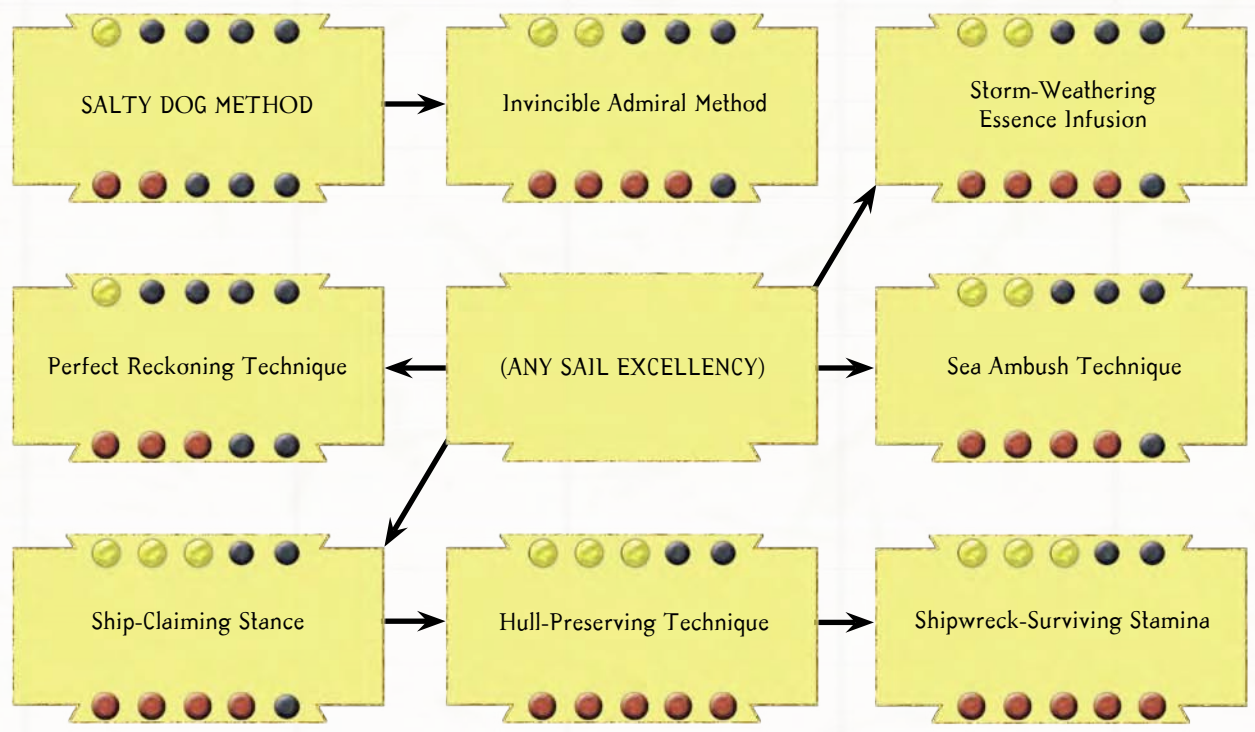 SALTY DOG METHOD
Invincible Admiral Method
Storm-Weathering
Essence Infusion
Perfect Reckoning Technique
(ANY SAIL EXCELLENCY)
Sea Ambush Technique
Ship-Claiming Stance
Hull-Preserving Technique
Shipwreck-Surviving Stamina